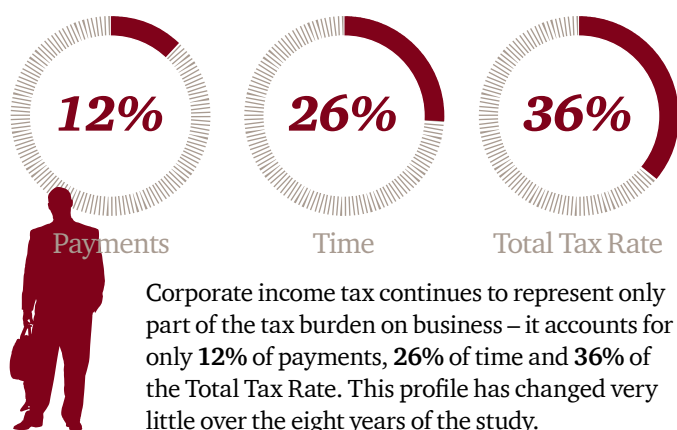 12% 26% 36%
Payments Time Total Tax Rate
Corporate income tax continues to represent only
part of the tax burden on business – it accounts for
only 12% of payments, 26% of time and 36% of
the Total Tax Rate. This profile has changed very
little over the eight years of the study.